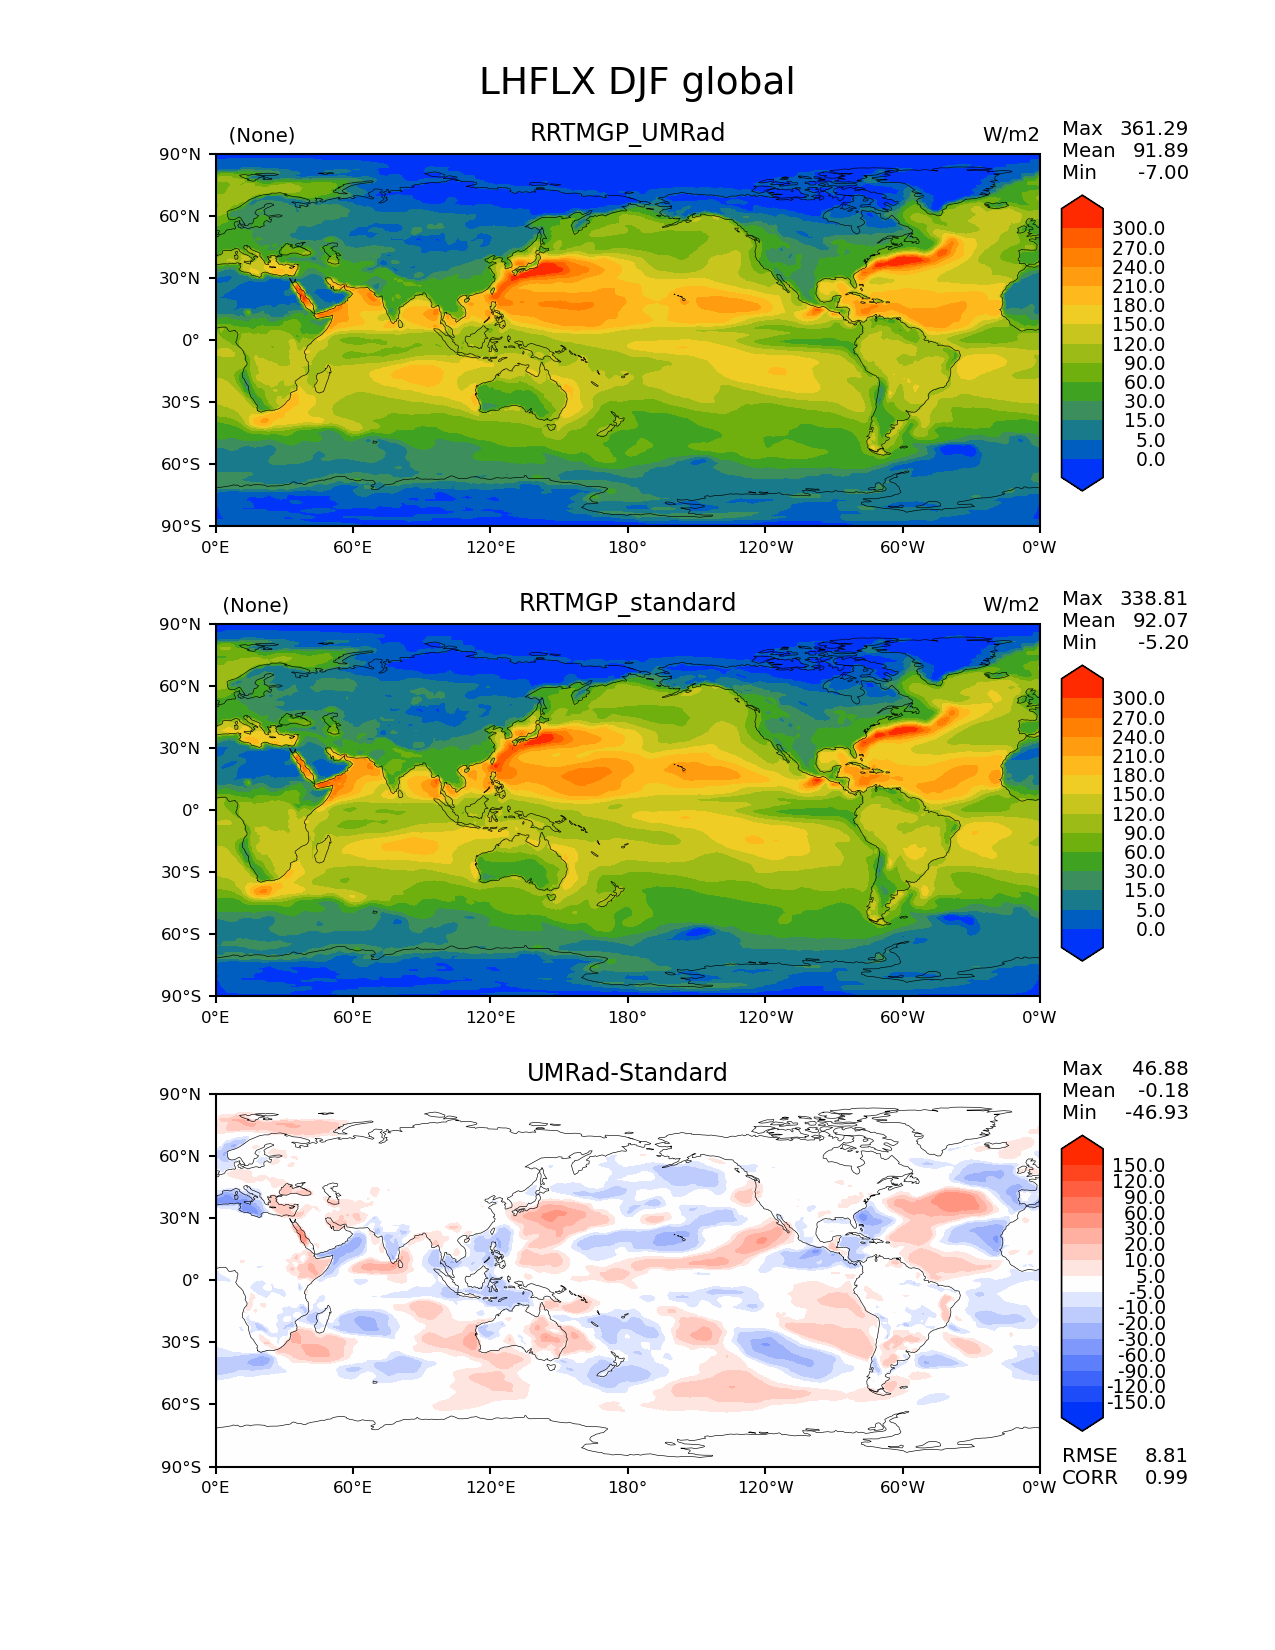 LHFLX DJF global
(None) RRTMGP_UMRad W/m2
Max 361.29
Mean 91.89
Min -7.00
90°N
60°N
30°N
0°
30°S
60°S
90°S
0°E 60°E 120°E 180° 120°W 60°W 0°W
300.0
270.0
240.0
210.0
180.0
150.0
120.0
90.0
60.0
30.0
15.0
5.0
0.0
(None) RRTMGP_standard W/m2
Max 338.81
Mean 92.07
Min -5.20
90°N
60°N
30°N
0°
30°S
60°S
90°S
0°E 60°E 120°E 180° 120°W 60°W 0°W
300.0
270.0
240.0
210.0
180.0
150.0
120.0
90.0
60.0
30.0
15.0
5.0
0.0
UMRad-Standard
Max 46.88
Mean -0.18
Min -46.93
90°N
60°N
30°N
0°
30°S
60°S
90°S
0°E 60°E 120°E 180° 120°W 60°W 0°W
150.0
120.0
90.0
60.0
30.0
20.0
10.0
5.0
-5.0
-10.0
-20.0
-30.0
-60.0
-90.0
-120.0
-150.0
RMSE 8.81
CORR 0.99